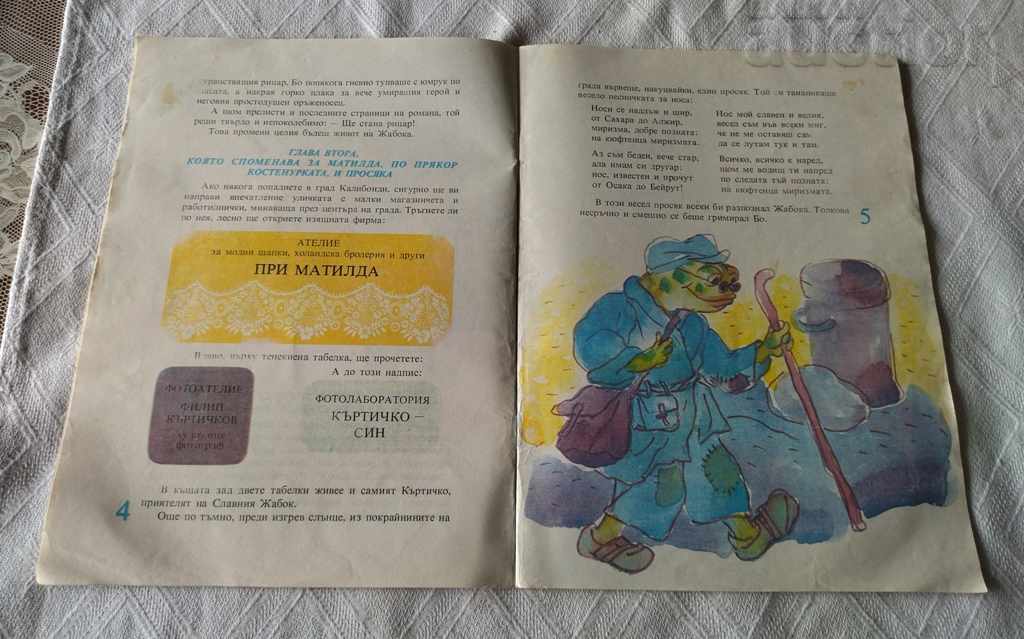 рицар. Бо понякога гневно тупваше с юмрук по
а накрая горко плака за вече умиращия герой и
неговия простодушен оръженосец.
А щом прелисти и последните страници на романа, той
реши твърдо и непоколебимо: — Ще стана рицар!
Това промени целия бъдещ живот на Жабока.
ГЛАВА ВТОРА,
КОЯТО СПОМЕНАВА ЗА МАТИЛДА, ПО ПРЯКОР
КОСТЕНУРКАТА, И ПРОСЯКА
Ако някога попаднете в град Калибонди, сигурно ще ви
направи впечатление уличката с малки магазинчета и
работилнички, минаваща през центъра на града. Тръгнете ли
по нея, лесно ще откриете изящната фирма:
АТЕЛИЕ
за модни шапки, холандска бродерия и други
ПРИ МАТИЛДА
върху тенекиена табелка, ще прочетете:
А до този надпис:
ФОТОАТЕЛИЕ
ФИЛИП
КЪРТИЧКОВ
фотограф
ФОТОЛАБОРАТОРИЯ
КЪРТИЧКО —
СИН
В къщата зад двете табелки живее и самият Къртичко,
приятелят на Славния Жабок.
Още по тъмно, преди изгрев слънце, из покрайнините на
4
града вървеше, накуцвайки, един просяк. Той си тананикаше
весело песничката за носа:
Носи се надлъж и шир,
от Сахара до Алжир,
миризма, добре позната:
на кюфтенца миризмата.
Аз съм беден, вече стар,
ала имам си другар:
нос, известен и прочут
от Осака до Бейрут!
Нос мой славен и велик,
весел съм във всеки миг,
че не ме оставяш сам
да се лутам тук и там.
Всичко, всичко е наред,
щом ме водиш ти напред
по следата тъй позната:
на кюфтенца миризмата.
В този весел просяк всеки би разпознал Жабока. Толкова
несръчно и смешно се беше гримирал Бо.
5